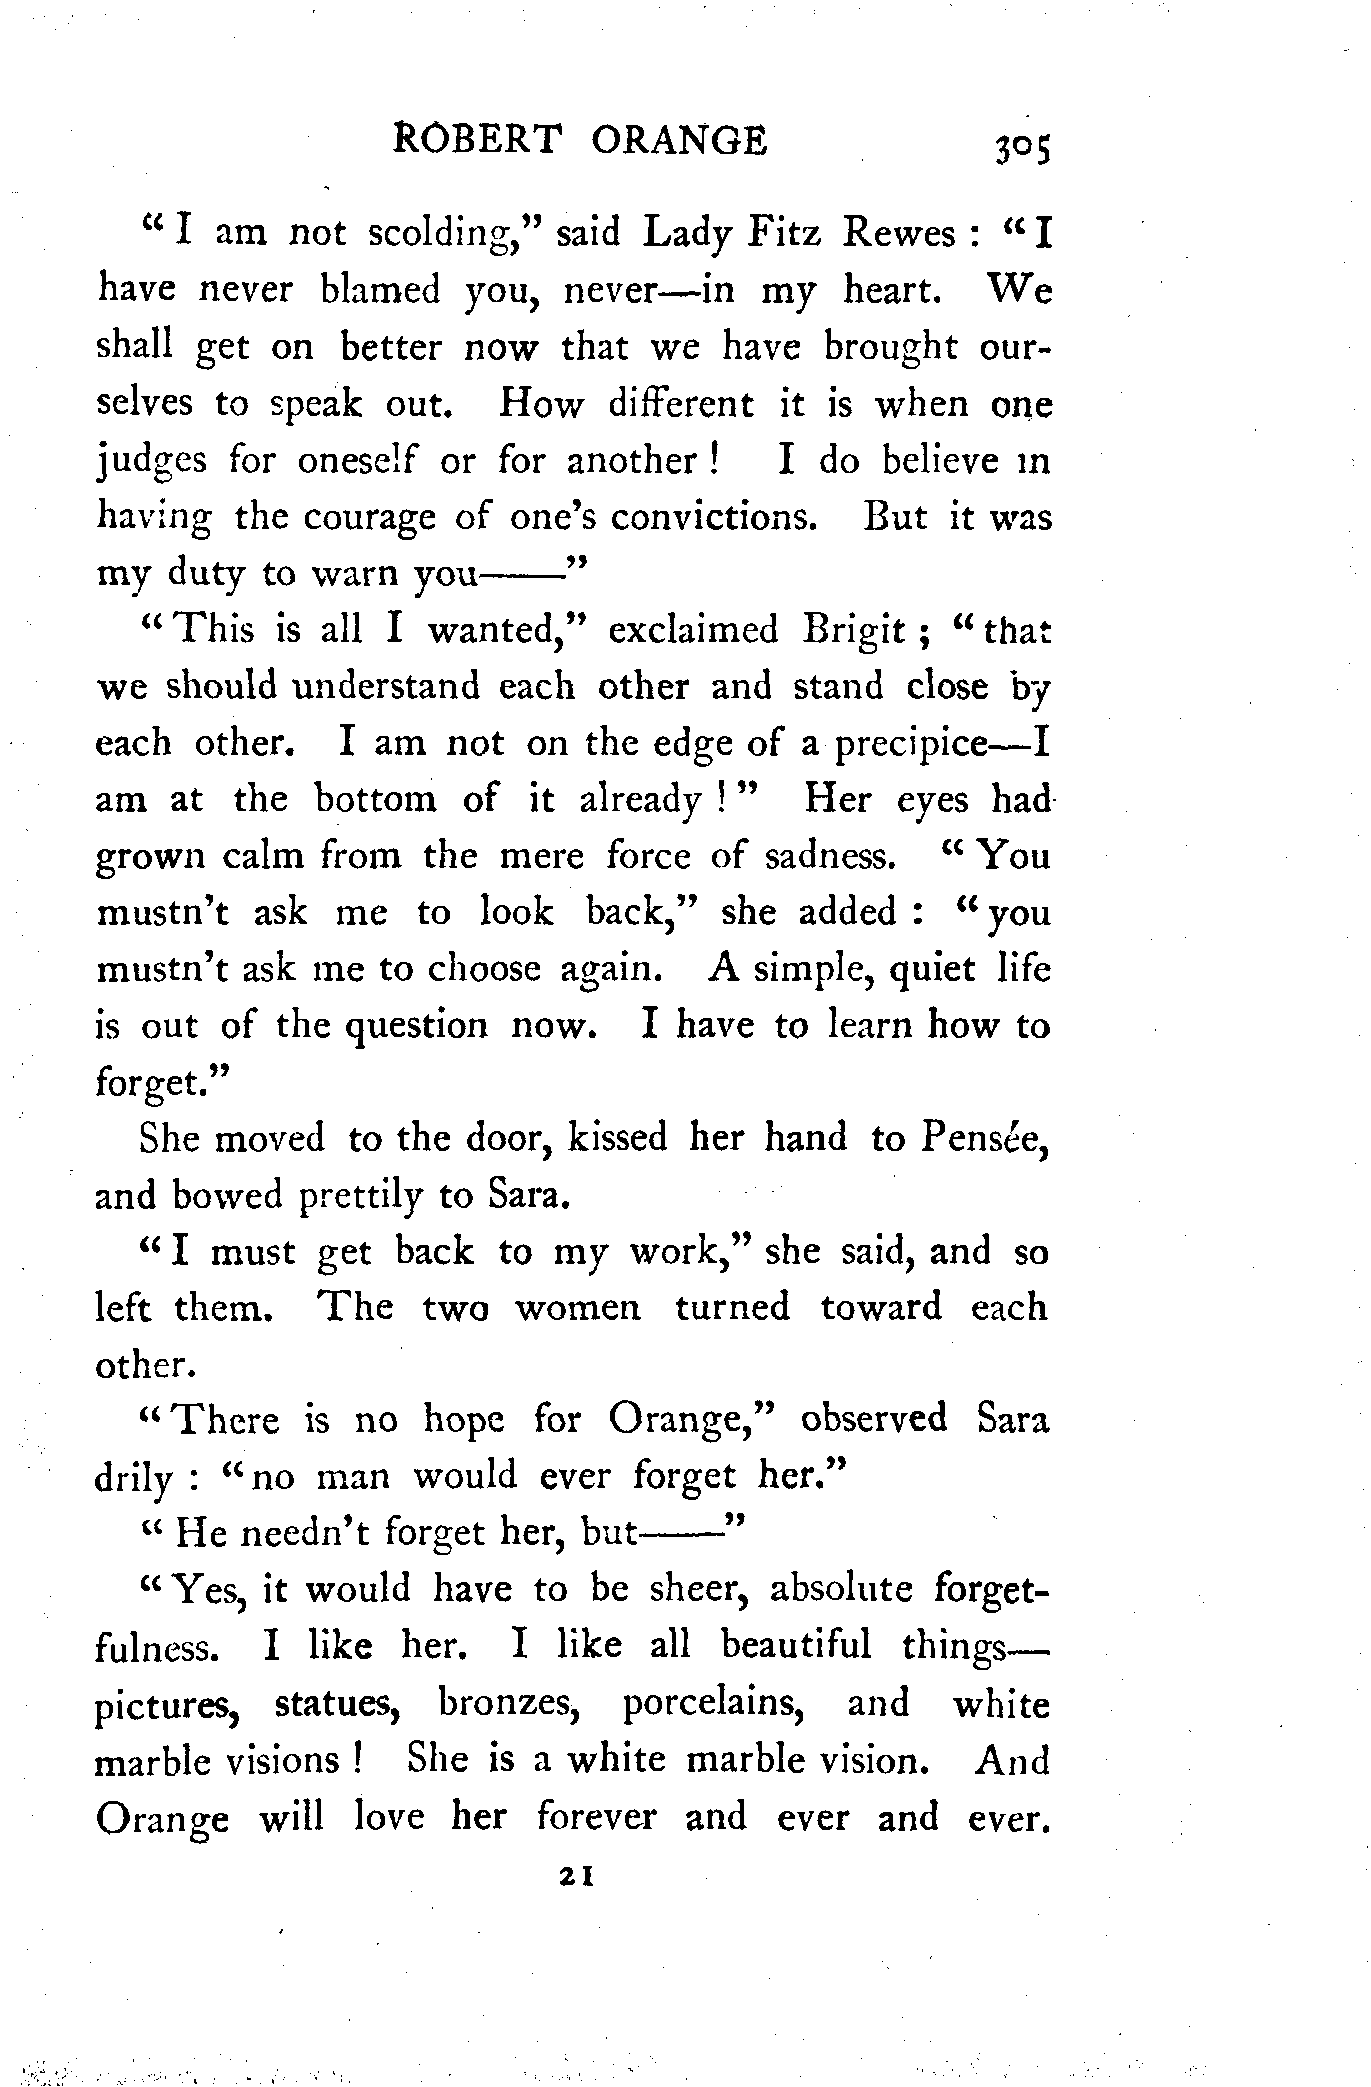 ROBERT ORANGE 305
“ I am not scolding,” said Lady Fitz Rewes : “ I
have never blamed you, never—in my heart. We
shall get on better now that we have brought our-
selves to speak out. How different it is when one
judges for oneself or for another ! I do believe in
having the courage of one’s convictions. But it was
my duty to warn you——”
“ This is all I wanted,” exclaimed Brigit ; “ that
we should understand each other and stand close by
each other. I am not on the edge of a precipice—I
am at the bottom of it already ! ” Her eyes had
grown calm from the mere force of sadness. “ You
mustn’t ask me to look back,” she added : “ you
mustn’t ask me to choose again. A simple, quiet life
is out of the question now. I have to learn how to
forget.”
She moved to the door, kissed her hand to Pensée,
and bowed prettily to Sara.
“ I must get back to my work,” she said, and so
left them. The two women turned toward each
other.
“ There is no hope for Orange,” observed Sara
drily : “ no man would ever forget her.”
“ He needn’t forget her, but——”
“ Yes, it would have to be sheer, absolute forget-
fulness. I like her. I like all beautiful things—
pictures, statues, bronzes, porcelains, and white
marble visions ! She is a white marble vision. And
Orange will love her forever and ever and ever.
21